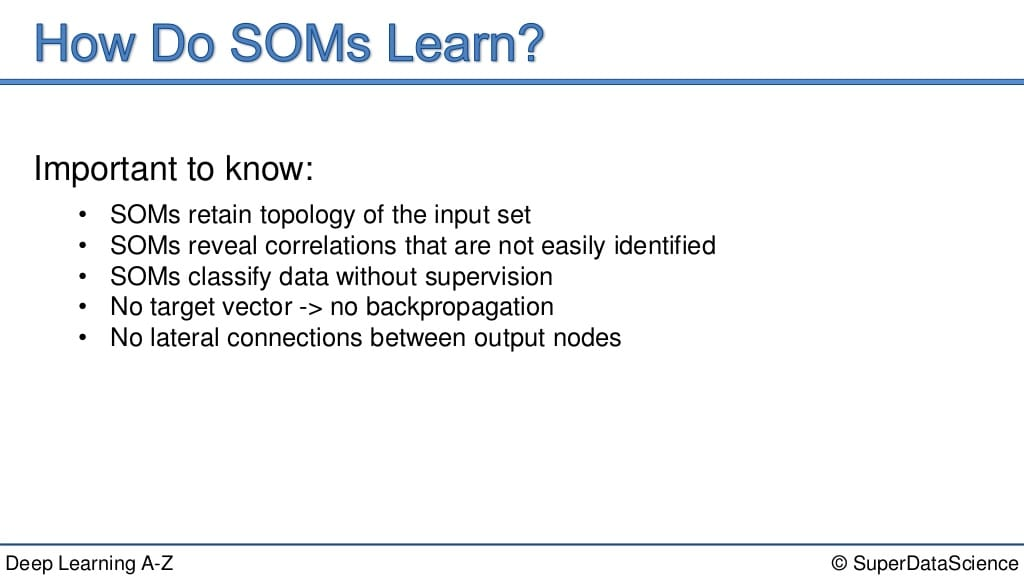 How Do SOMs Learn?
Important to know:
• SOMs retain topology of the input set
• SOMs reveal correlations that are not easily identified
• SOMs classify data without supervision
• No target vector -> no backpropagation
• No lateral connections between output nodes
Deep Learning A-Z
© SuperDataScience